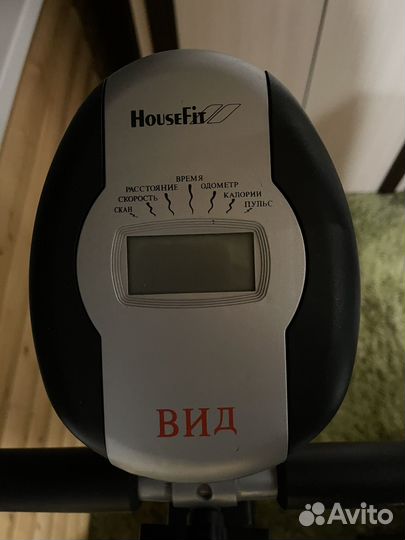 HOUSEFIT
ВРЕМЯ
РАССТОЯНИЕ ОДОМЕТР
СКОРОСТЬ КАЛОРИИ
СКАН ПУЛЬС
ВИД
Avito